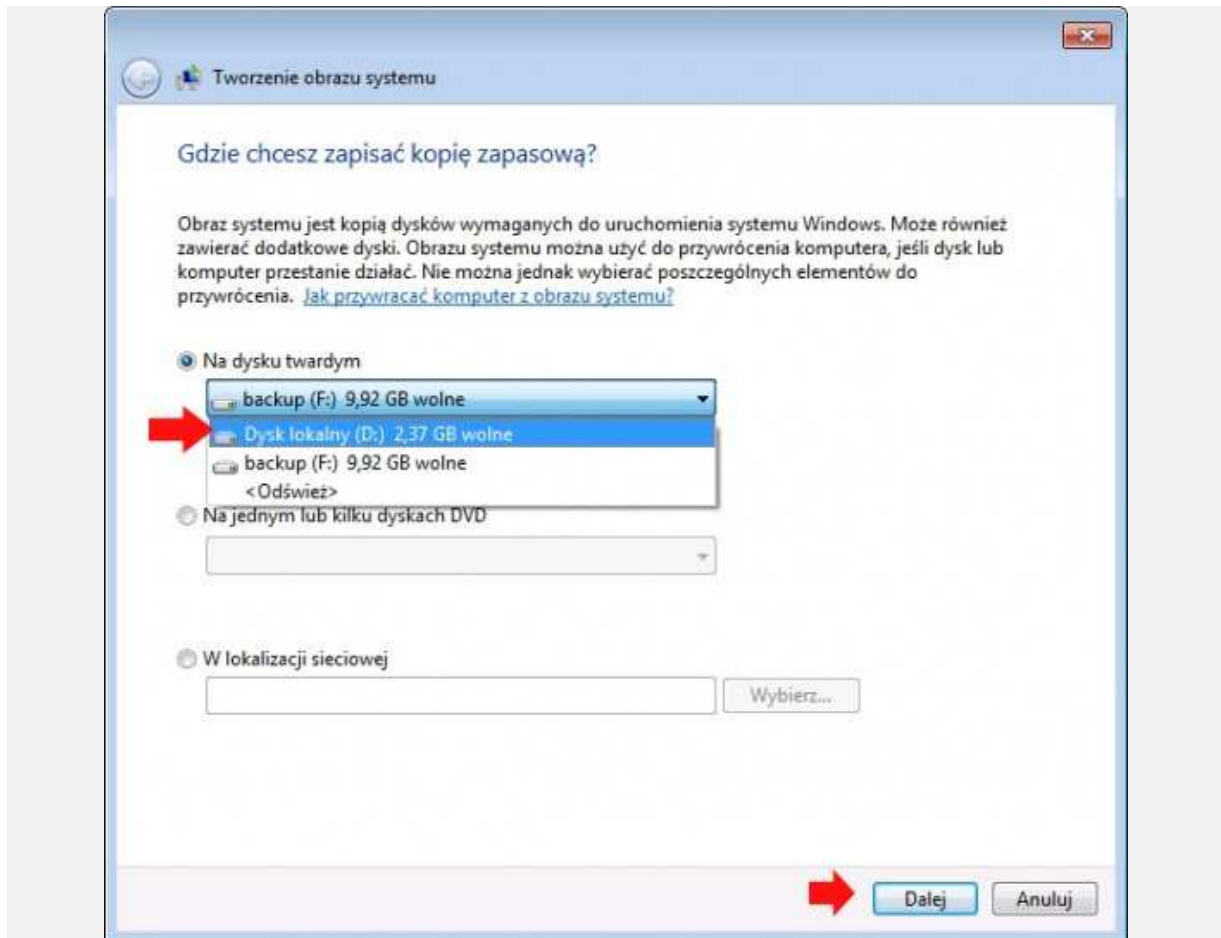 Tworzenie obrazu systemu
Gdzie chcesz zapisać kopię zapasową?
Obraz systemu jest kopią dysków wymaganych do uruchomienia systemu Windows. Może również
zawierać dodatkowe dyski. Obrazu systemu można użyć do przywrócenia komputera, jeśli dysk lub
komputer przestanie działać. Nie można jednak wybierać poszczególnych elementów do
przywrócenia. Jak przywracać komputer z obrazu systemu?
Na dysku twardym
backup (F:) 9,92 GB wolne
Dysk lokalny (D:) 2,37 GB wolne
backup (F:) 9,92 GB wolne
<Odśwież>
Na jednym lub kilku dyskach DVD
W lokalizacji sieciowej
Wybierz...
Dalej Anuluj